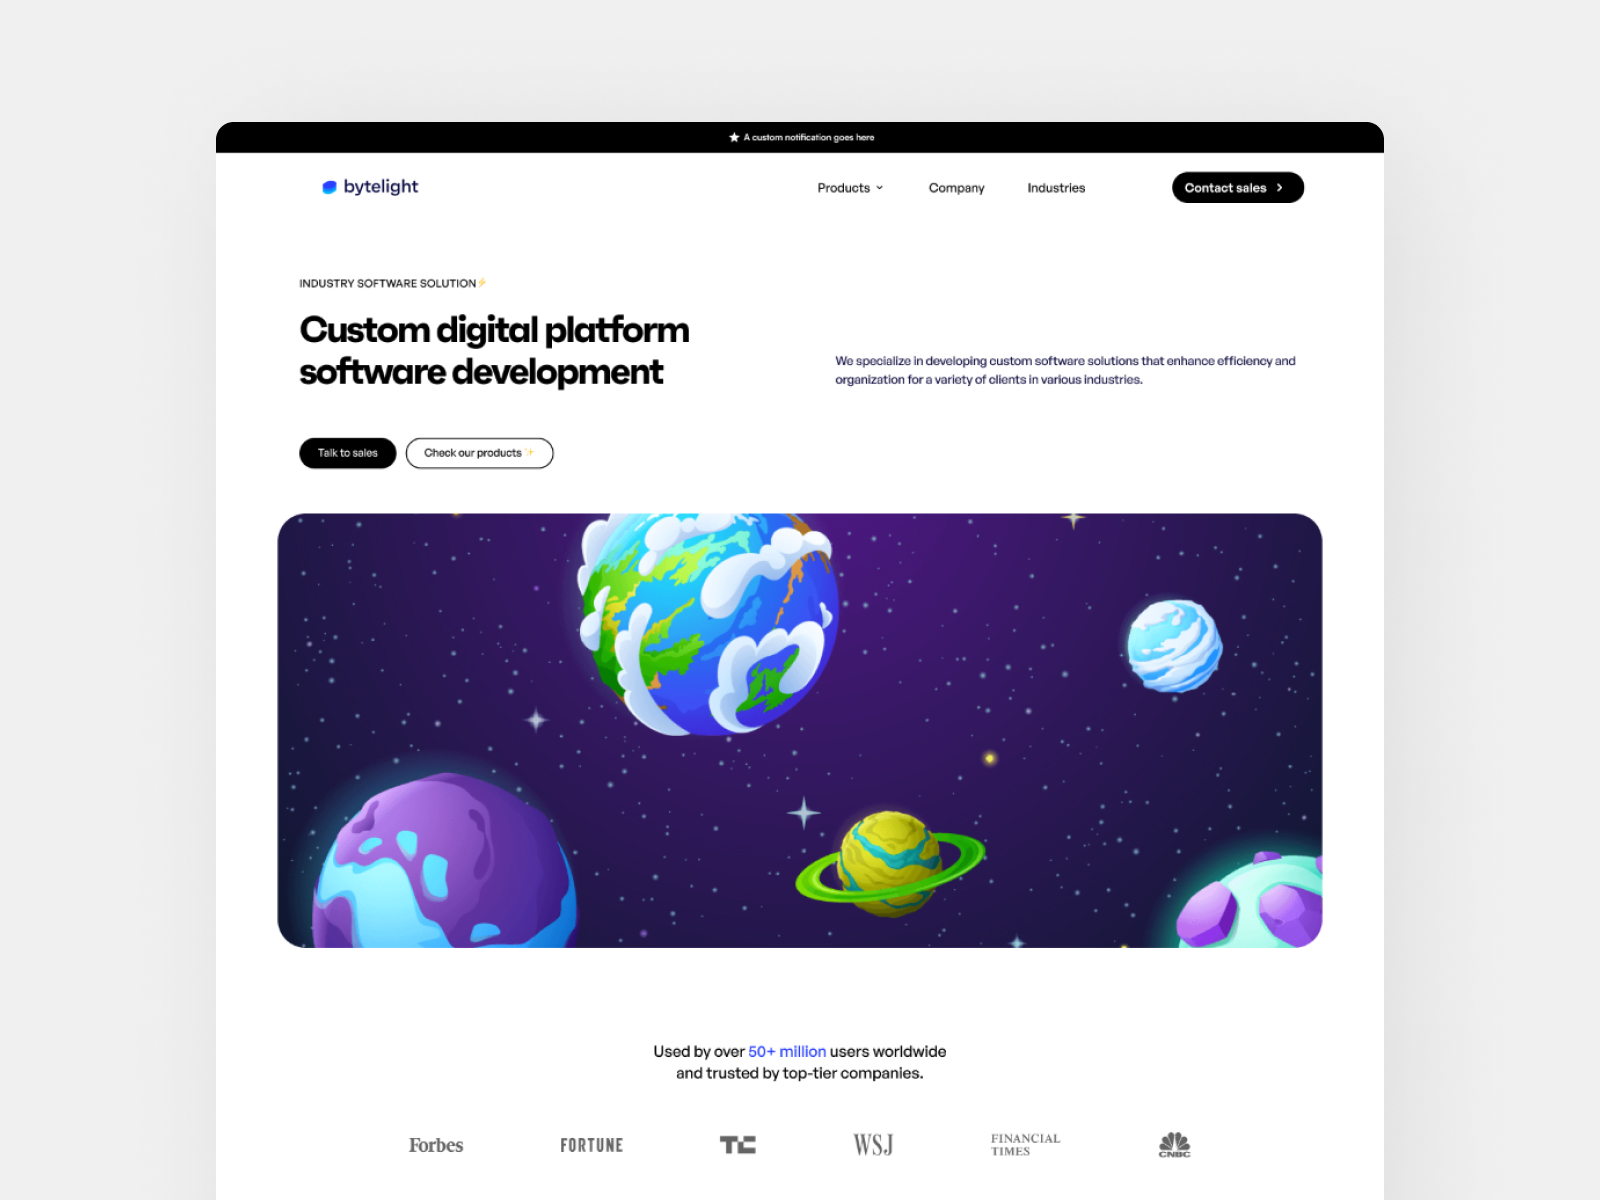 A custom notification goes here
bytelight
Products
Company
Industries
Contact sales
INDUSTRY SOFTWARE SOLUTION⚡
Custom digital platform
software development
We specialize in developing custom software solutions that enhance efficiency and
organization for a variety of clients in various industries.
Talk to sales
Check our products ✨
Used by over 50+ million users worldwide
and trusted by top-tier companies.
Forbes
FORTUNE
TC
WSJ
FINANCIAL
TIMES
CNBC